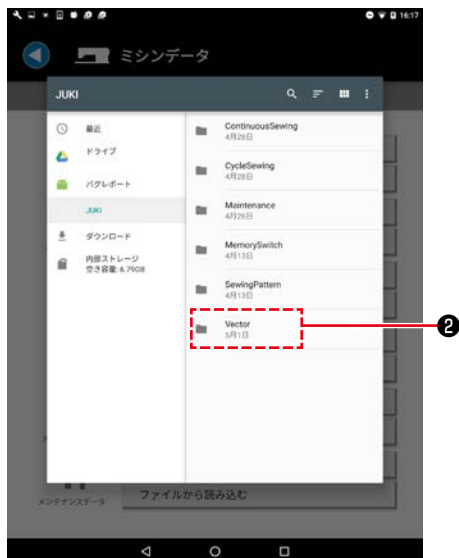 16:17
ミシンデータ
JUKI
最近
ドライブ
バグレポート
JUKI
ダウンロード
内部ストレージ
空き容量: 6.79GB
ContinuousSewing
4月28日
CycleSewing
4月28日
Maintenance
4月26日
MemorySwitch
4月13日
SewingPattern
4月13日
Vector
5月1日
❷
メンテナンスデータ
ファイルから読み込む